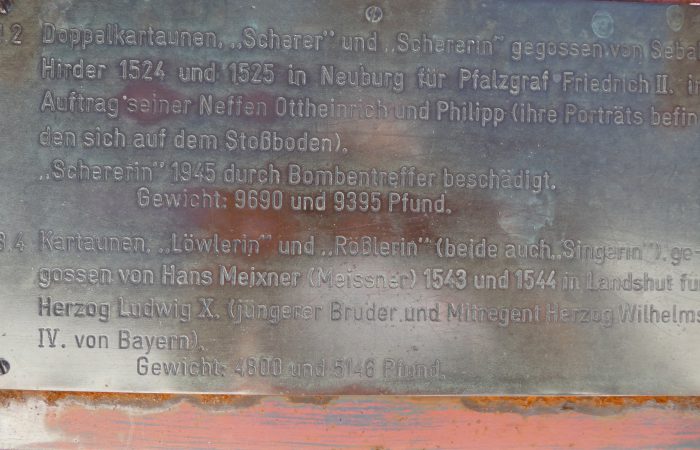 1.2 Doppelkartaunen, „Scherer" und „Schererin" gegossen von Sebal
Hirder 1524 und 1525 in Neuburg für Pfalzgraf Friedrich II. i
Auftrag seiner Neffen Ottheinrich und Philipp (ihre Porträts befin
den sich auf dem Stoßboden).
„Schererin" 1945 durch Bombentreffer beschädigt.
Gewicht: 9690 und 9395 Pfund.
3.4 Kartaunen, „Löwlerin" und „Rößlerin" (beide auch „Singerin"), ge-
gossen von Hans Meixner (Meissner) 1543 und 1544 in Landshut fü
Herzog Ludwig X. (jüngerer Bruder und Mitregent Herzog Wilhelms
IV. von Bayern).
Gewicht: 4800 und 5146 Pfund.